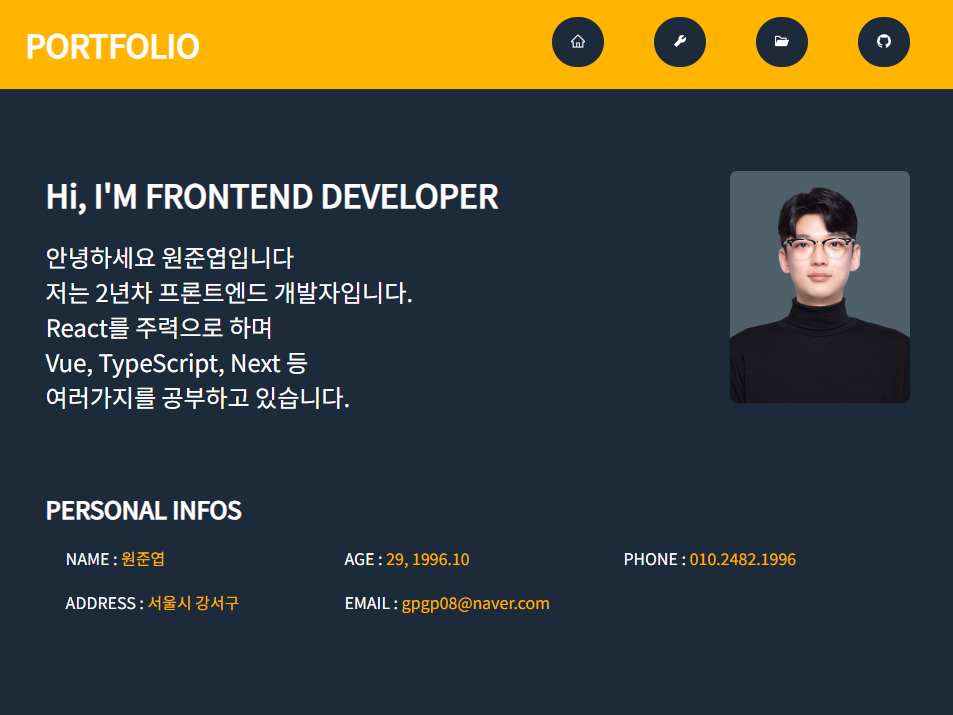 PORTFOLIO
Hi, I'M FRONTEND DEVELOPER
안녕하세요 원준엽입니다
저는 2년차 프론트엔드 개발자입니다.
React를 주력으로 하며
Vue, TypeScript, Next 등
여러가지를 공부하고 있습니다.
PERSONAL INFOS
NAME : 원준엽
AGE : 29, 1996.10
PHONE : 010.2482.1996
ADDRESS : 서울시 강서구
EMAIL : gpgp08@naver.com